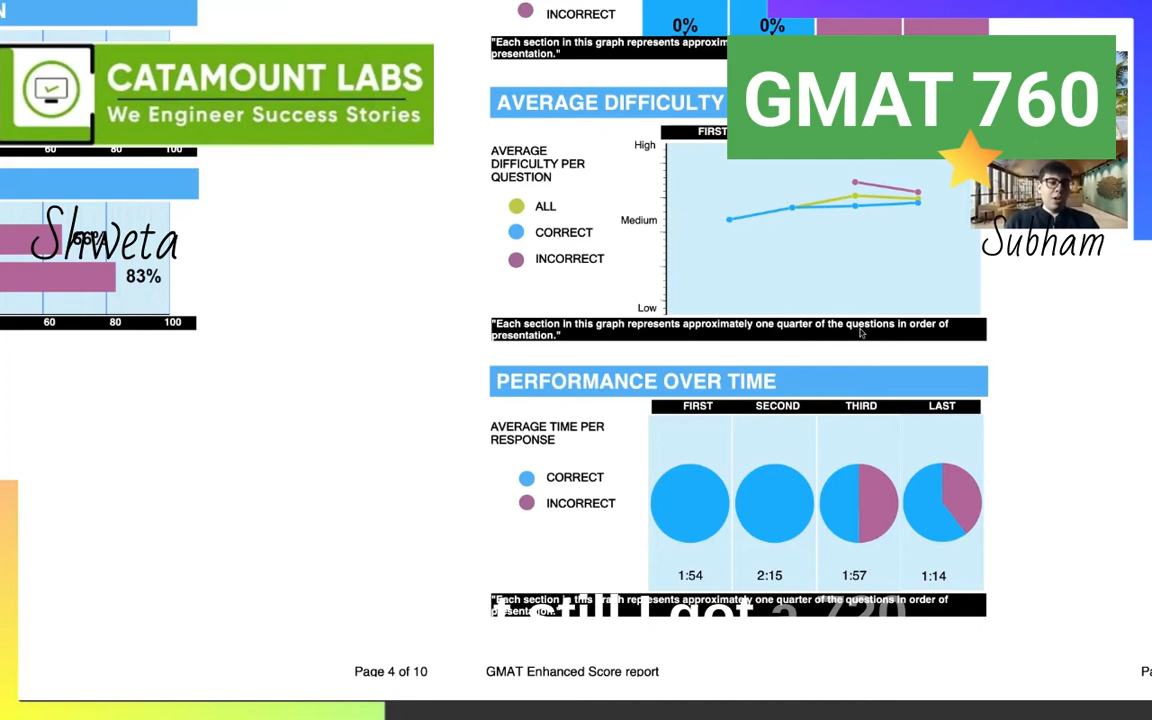 N
CATAMOUNT LABS
We Engineer Success Stories
60 80 100
Shweta
66%
83%
60 80 100
INCORRECT
0% 0%
"Each section in this graph represents approxim
presentation."
GMAT 760
AVERAGE DIFFICULTY
FIRST
AVERAGE
DIFFICULTY PER
QUESTION
ALL
CORRECT
INCORRECT
High
Medium
Low
Subham
"Each section in this graph represents approximately one quarter of the questions in order of
presentation."
PERFORMANCE OVER TIME
FIRST SECOND THIRD LAST
AVERAGE TIME PER
RESPONSE
CORRECT
INCORRECT
1:54 2:15 1:57 1:14
"Each section in this graph represents approximately one quarter of the questions in order of
presentation."
t still I got a 720
Page 4 of 10
GMAT Enhanced Score report
Pa